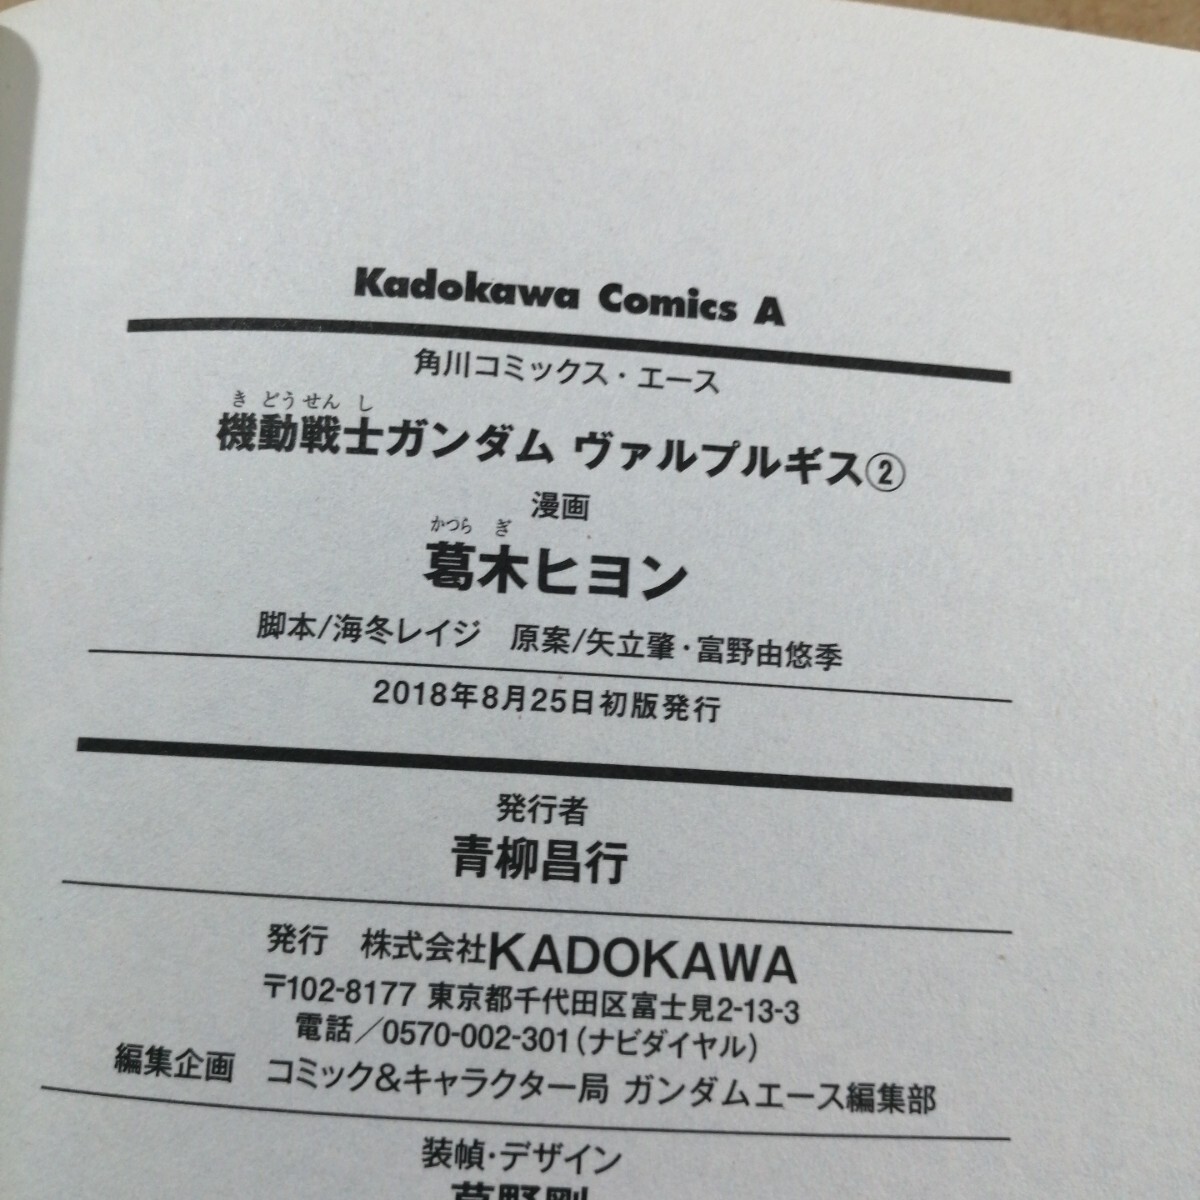 Kadokawa Comics A
角川コミックス・エース
きどうせんし
機動戦士ガンダム ヴァルプルギス②
漫画
かつらぎ
葛木ヒヨン
脚本/海冬レイジ 原案/矢立肇・富野由悠季
2018年8月25日初版発行
発行者
青柳昌行
発行 株式会社KADOKAWA
〒102-8177 東京都千代田区富士見2-13-3
電話／0570-002-301(ナビダイヤル)
編集企画 コミック&キャラクター局 ガンダムエース編集部
装幀・デザイン